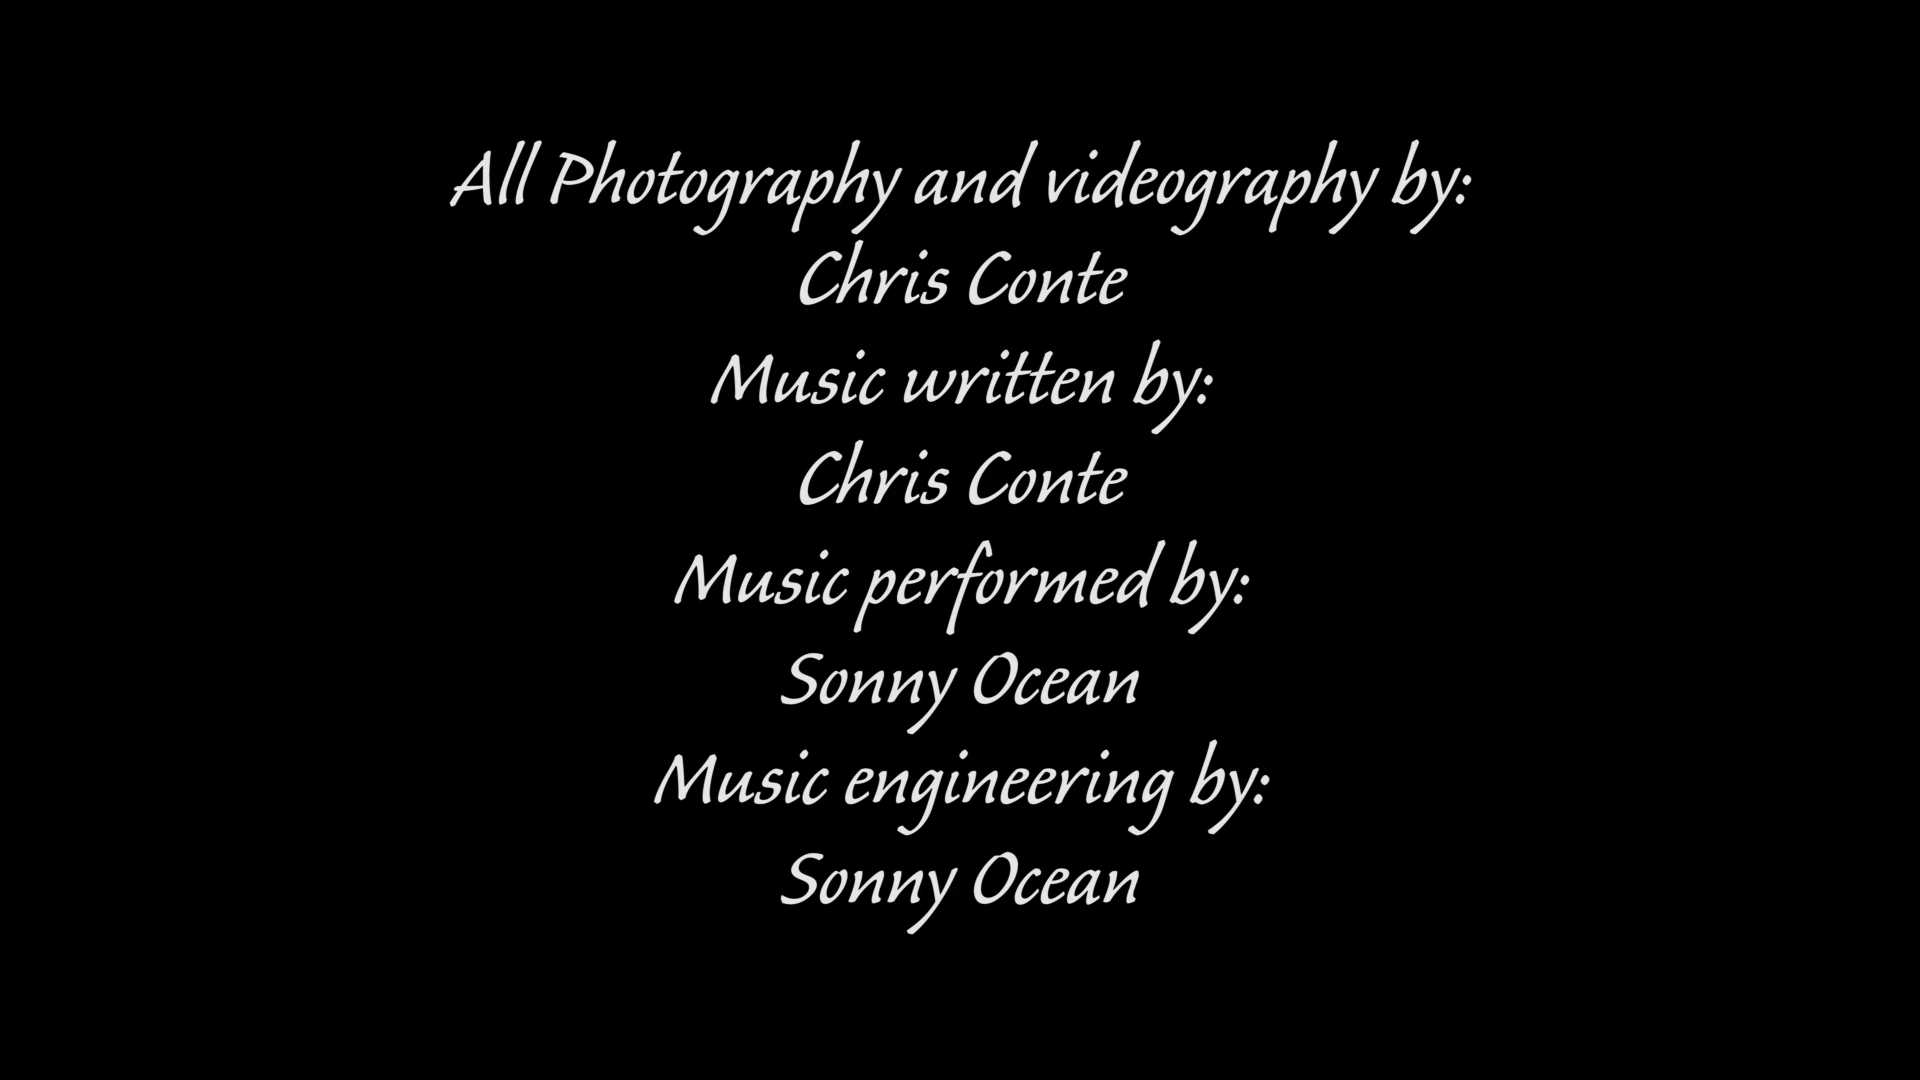 All Photography and videography by:
Chris Conte
Music written by:
Chris Conte
Music performed by:
Sonny Ocean
Music engineering by:
Sonny Ocean